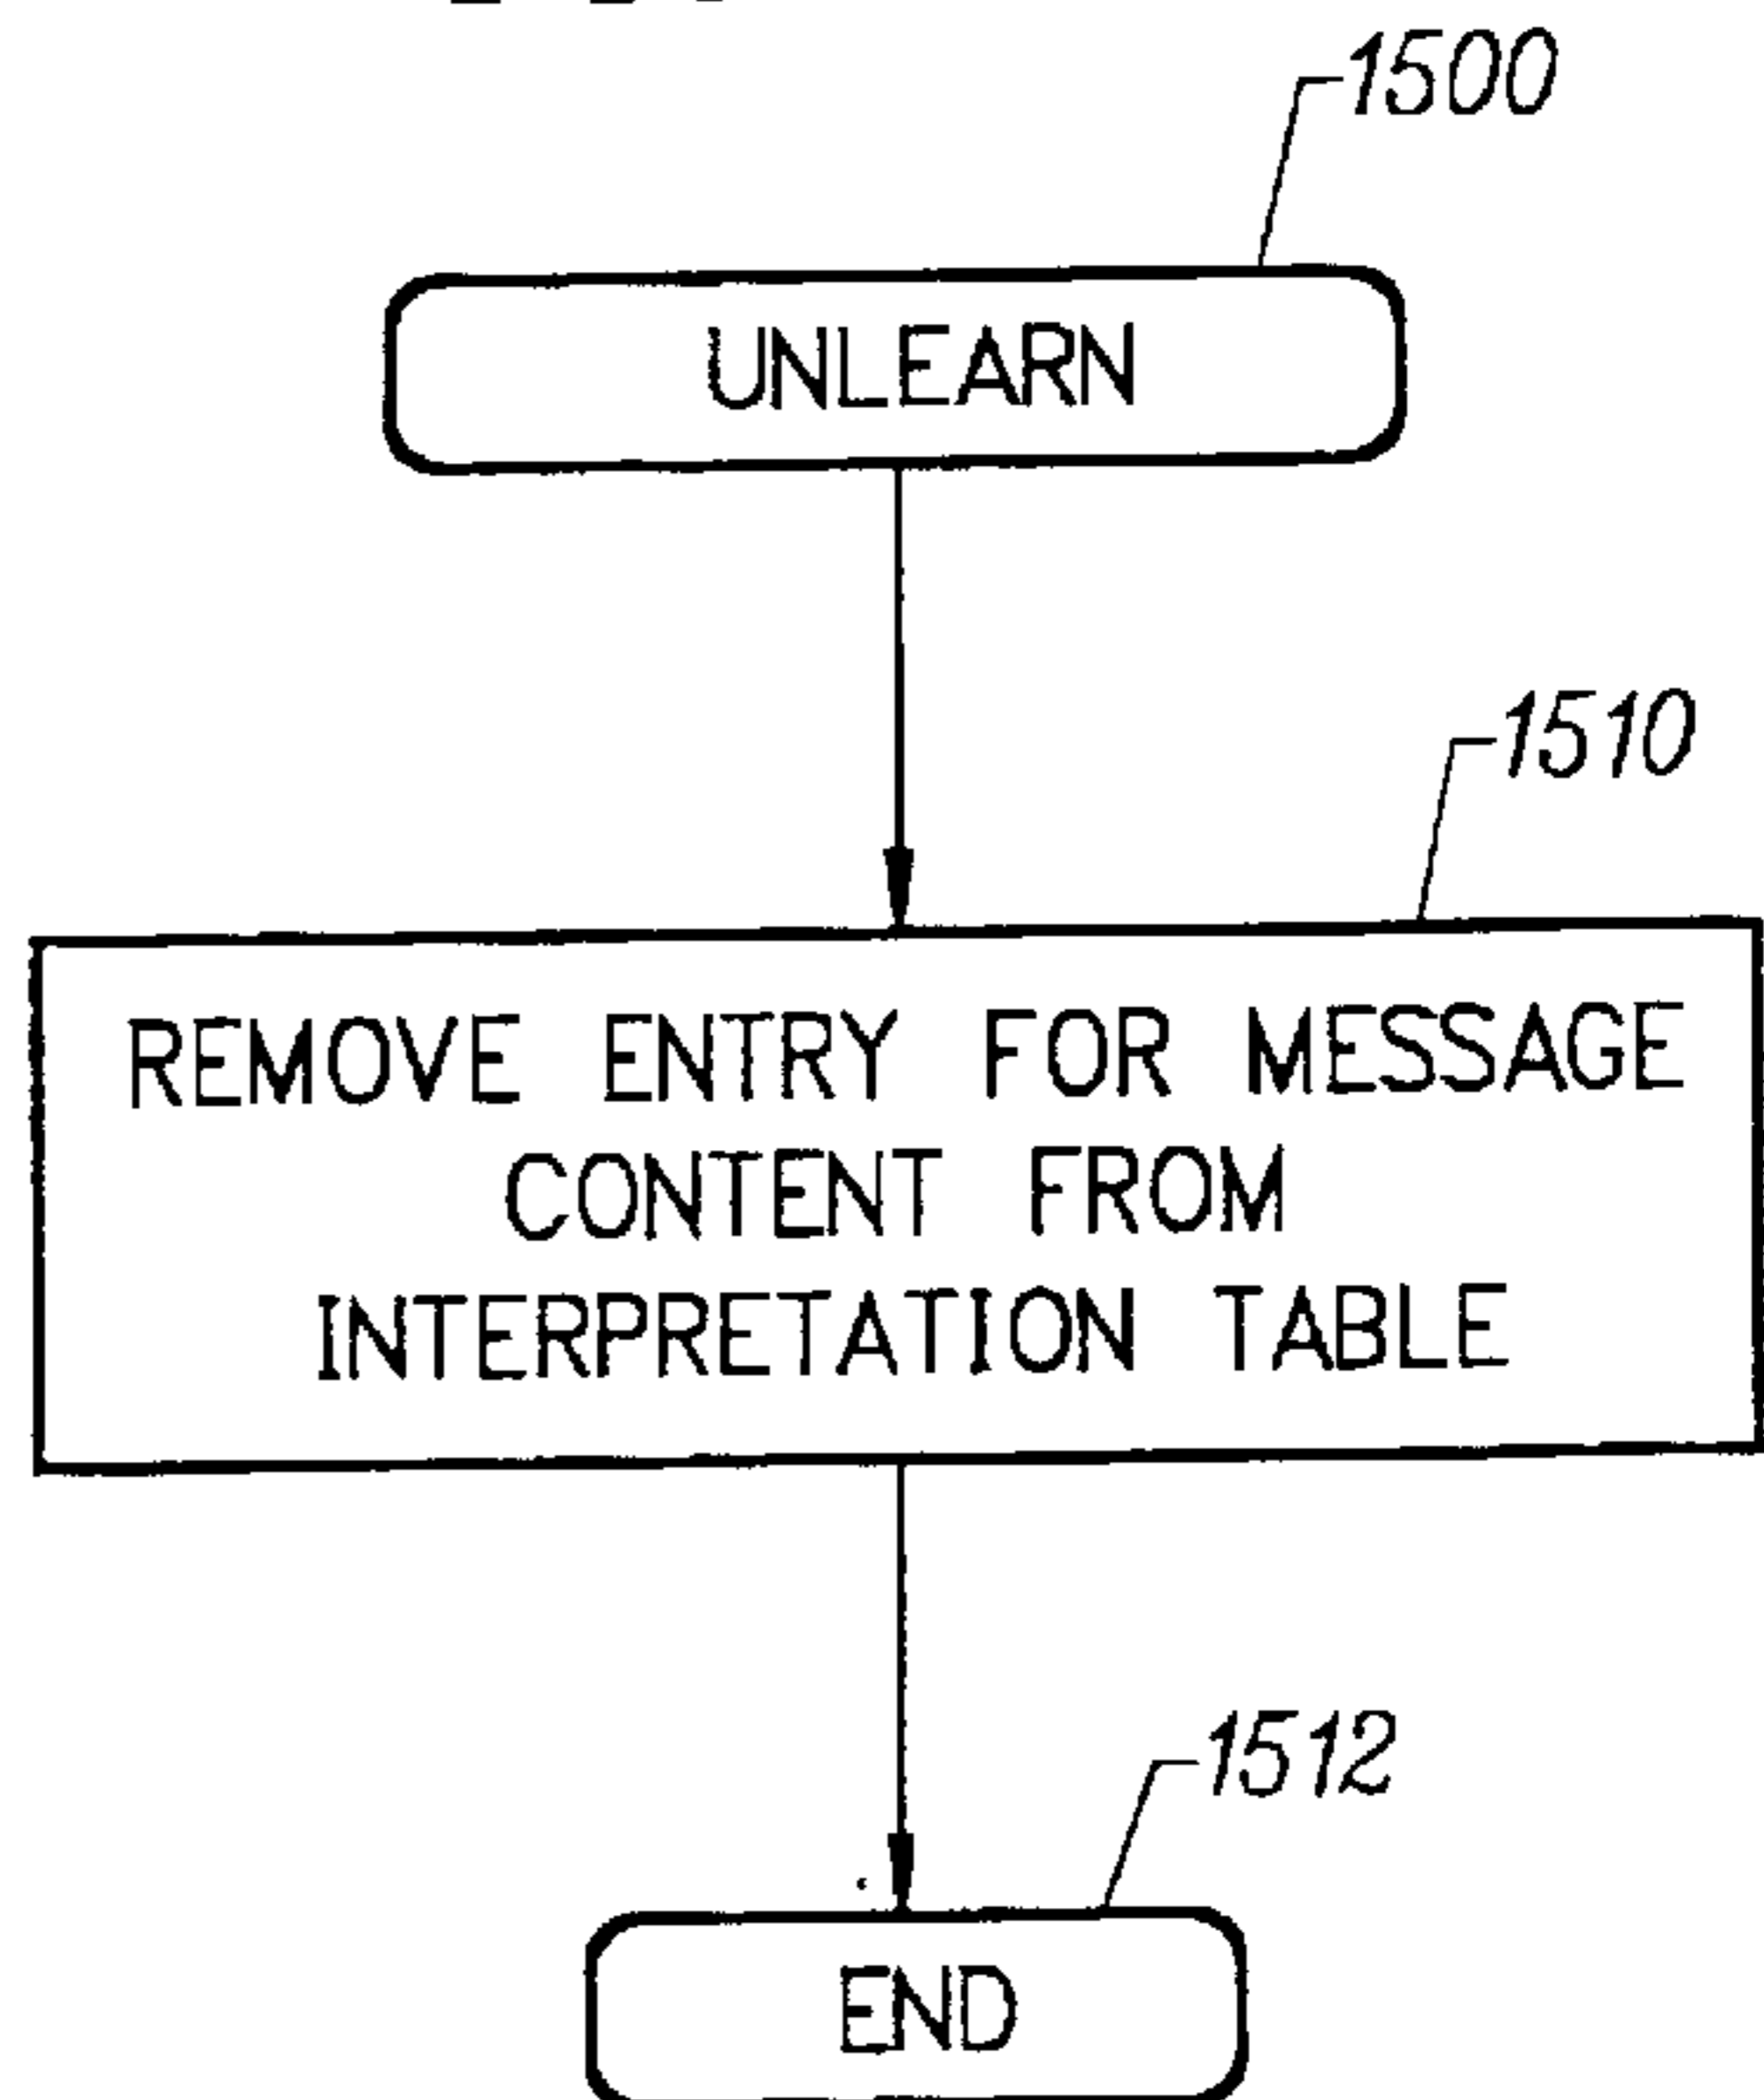 1500
UNLEARN
1510
REMOVE ENTRY FOR MESSAGE
CONTENT FROM
INTERPRETATION TABLE
1512
END